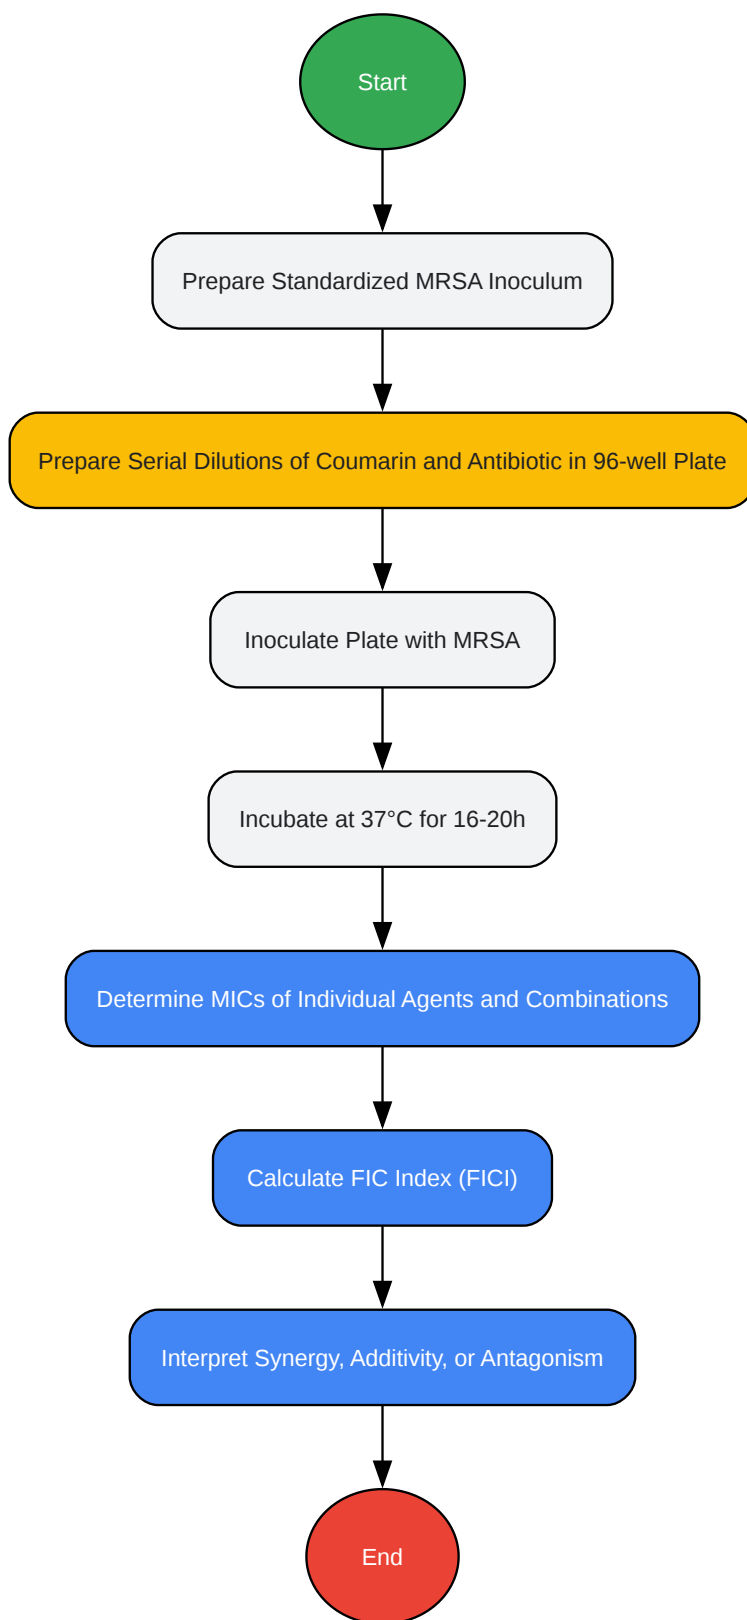 Start
Prepare Standardized MRSA Inoculum
Prepare Serial Dilutions of Coumarin and Antibiotic in 96-well Plate
Inoculate Plate with MRSA
Incubate at 37°C for 16-20h
Determine MICs of Individual Agents and Combinations
Calculate FIC Index (FICI)
Interpret Synergy, Additivity, or Antagonism
End